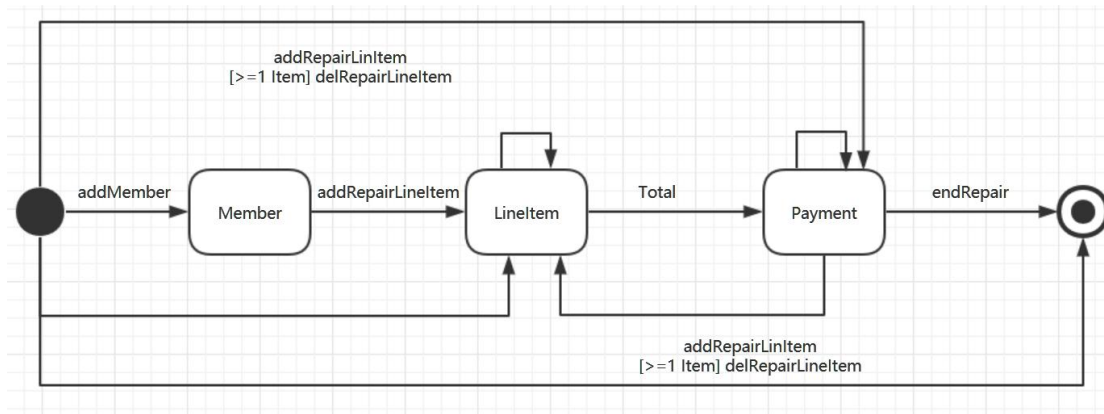 addRepairLinItem
[>=1 Item] delRepairLineItem
addMember
Member
addRepairLineItem
LineItem
Total
Payment
endRepair
addRepairLinItem
[>=1 Item] delRepairLineItem